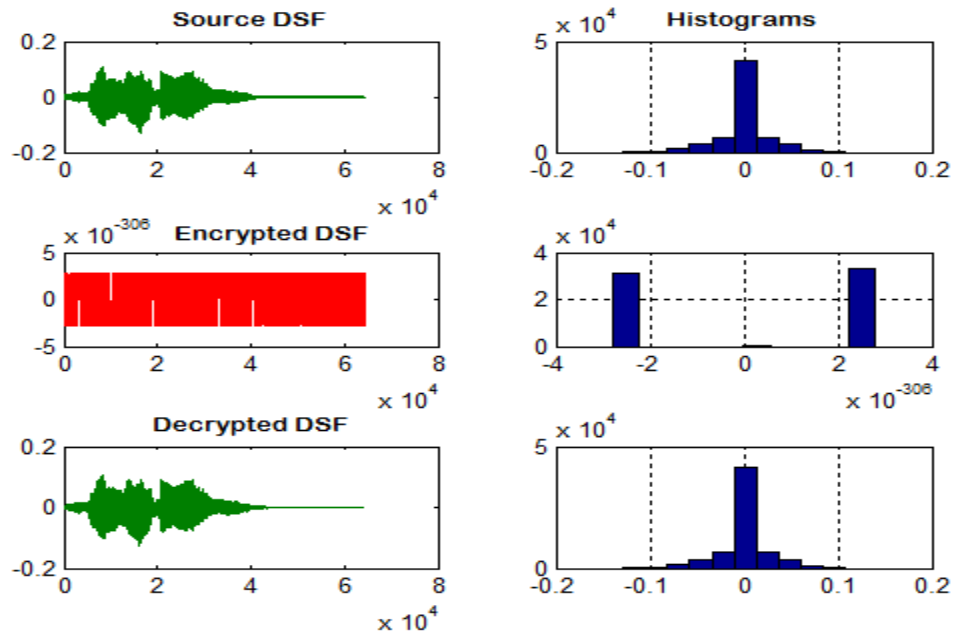 Source DSF
0.2
0
-0.2
0 2 4 6 8
x 10^4
Histograms
x 10^4
5
0
-0.2 -0.1 0 0.1 0.2
x 10^-306
Encrypted DSF
5
0
-5
0 2 4 6 8
x 10^4
x 10^4
4
2
0
-4 -2 0 2 4
x 10^-306
Decrypted DSF
0.2
0
-0.2
0 2 4 6 8
x 10^4
x 10^4
5
0
-0.2 -0.1 0 0.1 0.2